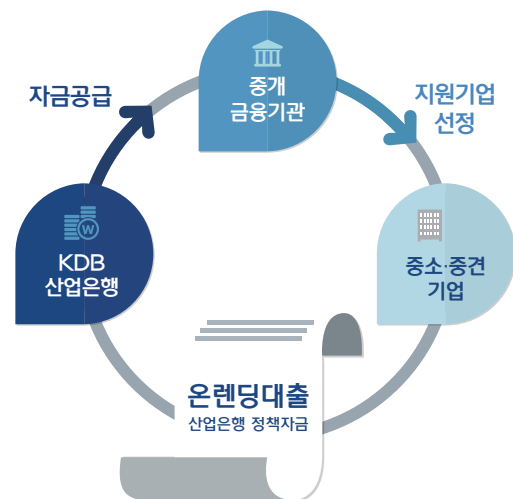 중개
금융기관
자금공급
지원기업
선정
W
KDB
산업은행
중소·중견
기업
온렌딩대출
산업은행 정책자금